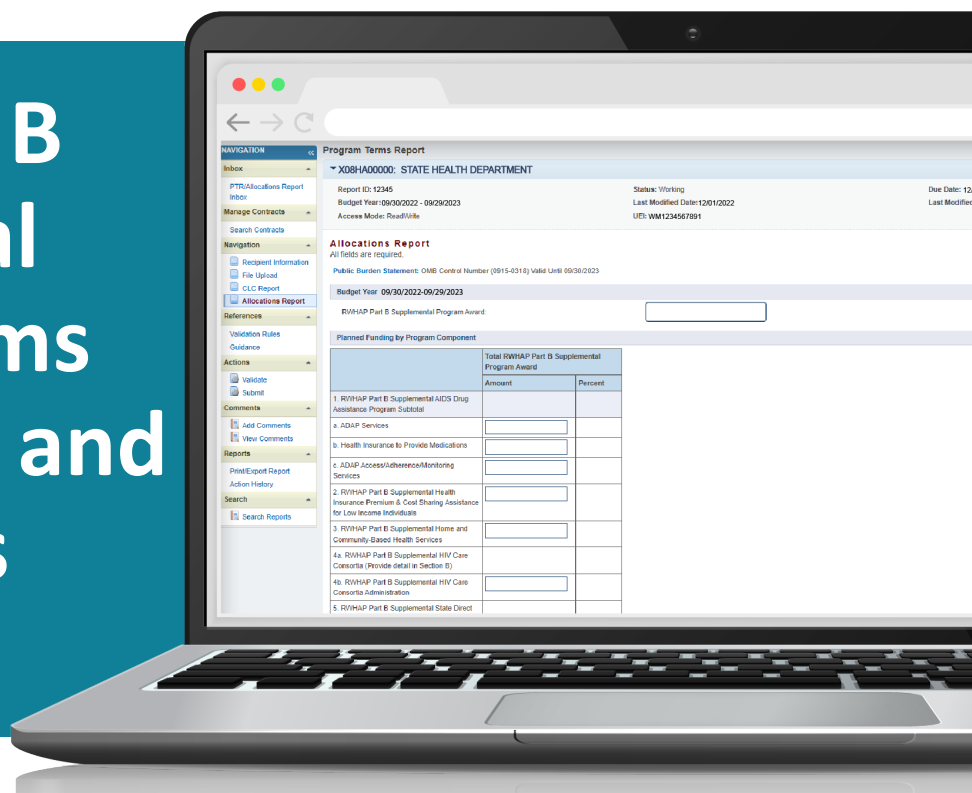 B
al
ms
and
s
NAVIGATION «
Inbox
PTR/Allocations Report
Inbox
Manage Contracts
Search Contracts
Navigation
Recipient Information
File Upload
CLC Report
Allocations Report
References
Validation Rules
Guidance
Actions
Validate
Submit
Comments
Add Comments
View Comments
Reports
Print/Export Report
Action History
Search
Search Reports
Program Terms Report
X08HA00000: STATE HEALTH DEPARTMENT
Report ID: 12345 Status: Working Due Date: 12/
Budget Year: 09/30/2022 - 09/29/2023 Last Modified Date: 12/01/2022 Last Modified
Access Mode: ReadWrite UEI: WM1234567891
Allocations Report
All fields are required.
Public Burden Statement: OMB Control Number (0915-0318) Valid Until 09/30/2023
Budget Year 09/30/2022-09/29/2023
RWHAP Part B Supplemental Program Award:
Planned Funding by Program Component
Total RWHAP Part B Supplemental
Program Award
Amount Percent
1. RWHAP Part B Supplemental AIDS Drug
Assistance Program Subtotal
a. ADAP Services
b. Health Insurance to Provide Medications
c. ADAP Access/Adherence/Monitoring
Services
2. RWHAP Part B Supplemental Health
Insurance Premium & Cost Sharing Assistance
for Low Income Individuals
3. RWHAP Part B Supplemental Home and
Community-Based Health Services
4a. RWHAP Part B Supplemental HIV Care
Consortia (Provide detail in Section B)
4b. RWHAP Part B Supplemental HIV Care
Consortia Administration
5. RWHAP Part B Supplemental State Direct